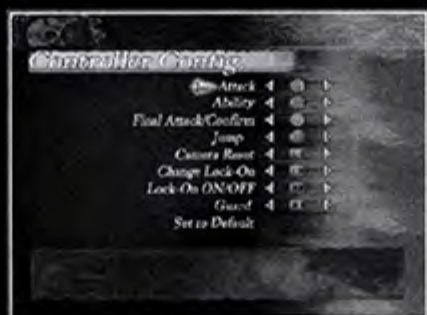 Controller Config.
Attack
Ability
Final Attack/Confirm
Jump
Camera Reset
Change Lock-On
Lock-On ON/OFF
Guard
Set to Default